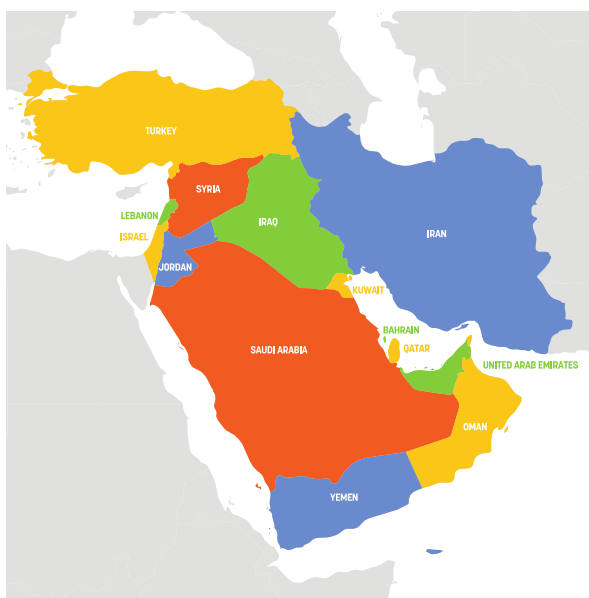 TURKEY
SYRIA
LEBANON
IRAQ
ISRAEL
IRAN
JORDAN
KUWAIT
BAHRAIN
SAUDI ARABIA
QATAR
UNITED ARAB EMIRATES
OMAN
YEMEN